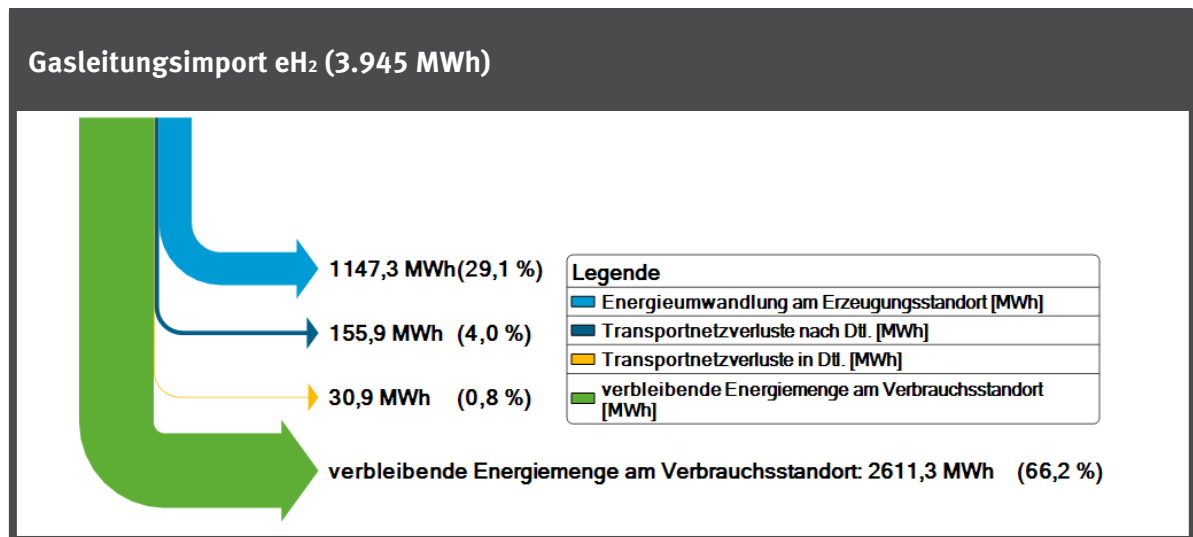 Gasleitungsimport eH₂ (3.945 MWh)
1147,3 MWh(29,1 %)
155,9 MWh (4,0 %)
30,9 MWh (0,8 %)
Legende
Energieumwandlung am Erzeugungsstandort [MWh]
Transportnetzverluste nach Dtl. [MWh]
Transportnetzverluste in Dtl. [MWh]
verbleibende Energiemenge am Verbrauchsstandort
[MWh]
verbleibende Energiemenge am Verbrauchsstandort: 2611,3 MWh (66,2 %)